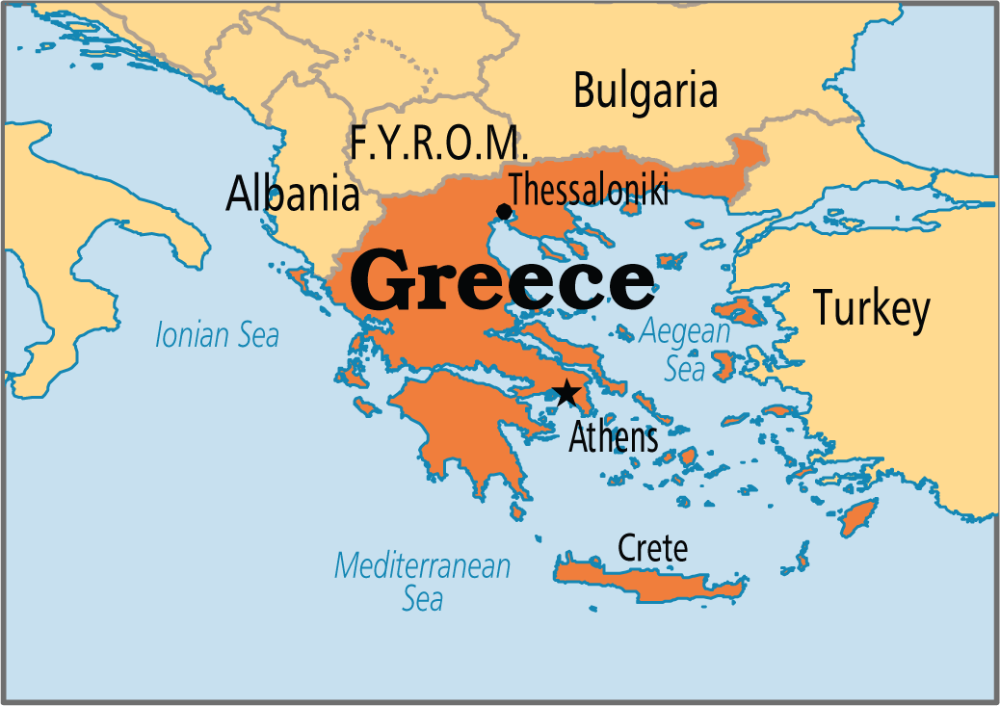 Bulgaria
F.Y.R.O.M.
Thessaloniki
Albania
Greece
Turkey
Ionian Sea
Aegean
Sea
Athens
Crete
Mediterranean
Sea